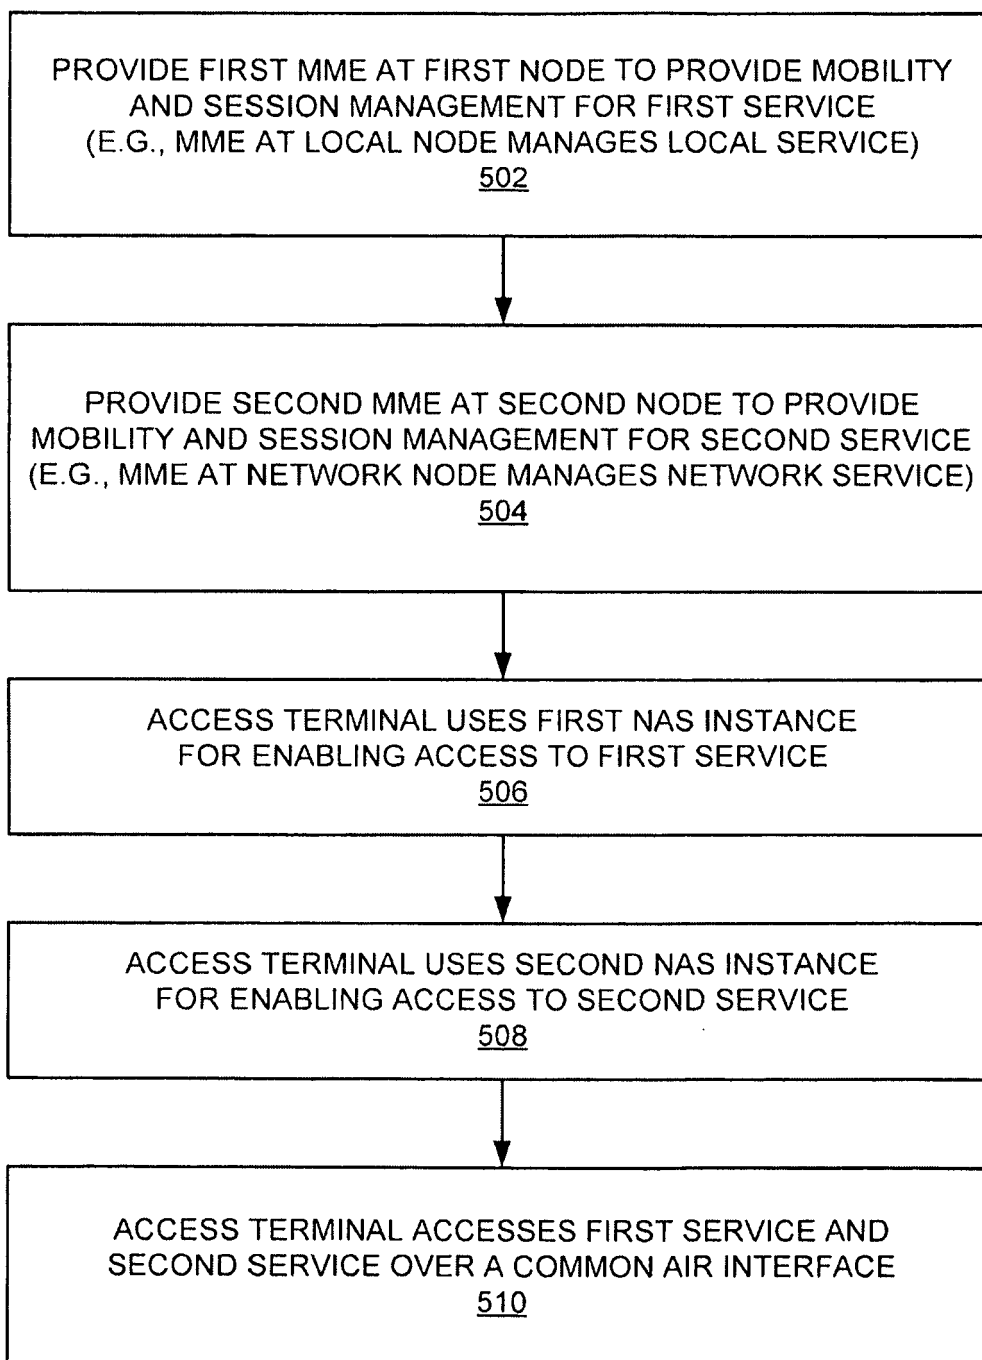 PROVIDE FIRST MME AT FIRST NODE TO PROVIDE MOBILITY
AND SESSION MANAGEMENT FOR FIRST SERVICE
(E.G., MME AT LOCAL NODE MANAGES LOCAL SERVICE)
502
PROVIDE SECOND MME AT SECOND NODE TO PROVIDE
MOBILITY AND SESSION MANAGEMENT FOR SECOND SERVICE
(E.G., MME AT NETWORK NODE MANAGES NETWORK SERVICE)
504
ACCESS TERMINAL USES FIRST NAS INSTANCE
FOR ENABLING ACCESS TO FIRST SERVICE
506
ACCESS TERMINAL USES SECOND NAS INSTANCE
FOR ENABLING ACCESS TO SECOND SERVICE
508
ACCESS TERMINAL ACCESSES FIRST SERVICE AND
SECOND SERVICE OVER A COMMON AIR INTERFACE
510